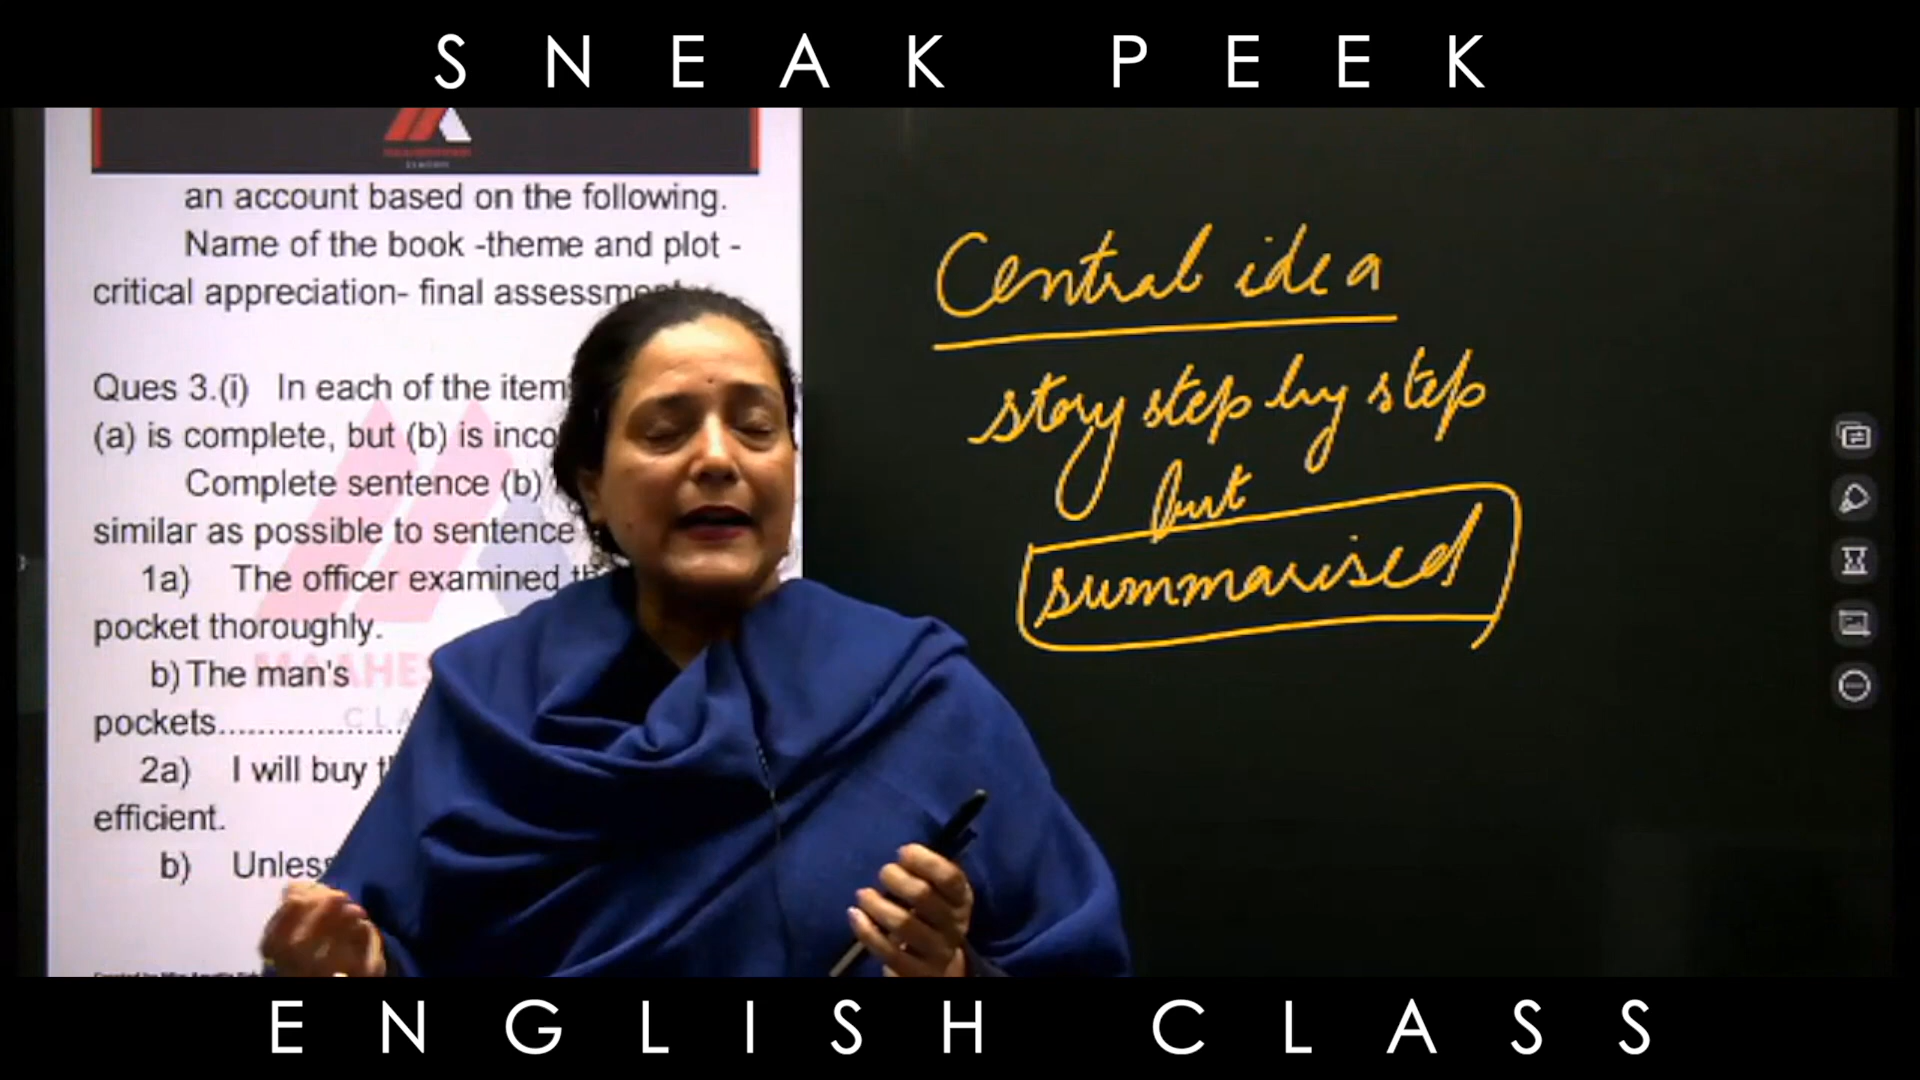 SNEAK PEEK
an account based on the following.
Name of the book -theme and plot -
critical appreciation- final
Ques 3.(i) In each of the item
(a) is complete, but (b) is
Complete sentence (b)
similar as possible to sentence
1a) The officer examined
pocket thoroughly.
b) The man's
pockets....................
2a) I will buy
efficient.
b) Unless
Central idea
story step by step
but
summarised
ENGLISH CLASS